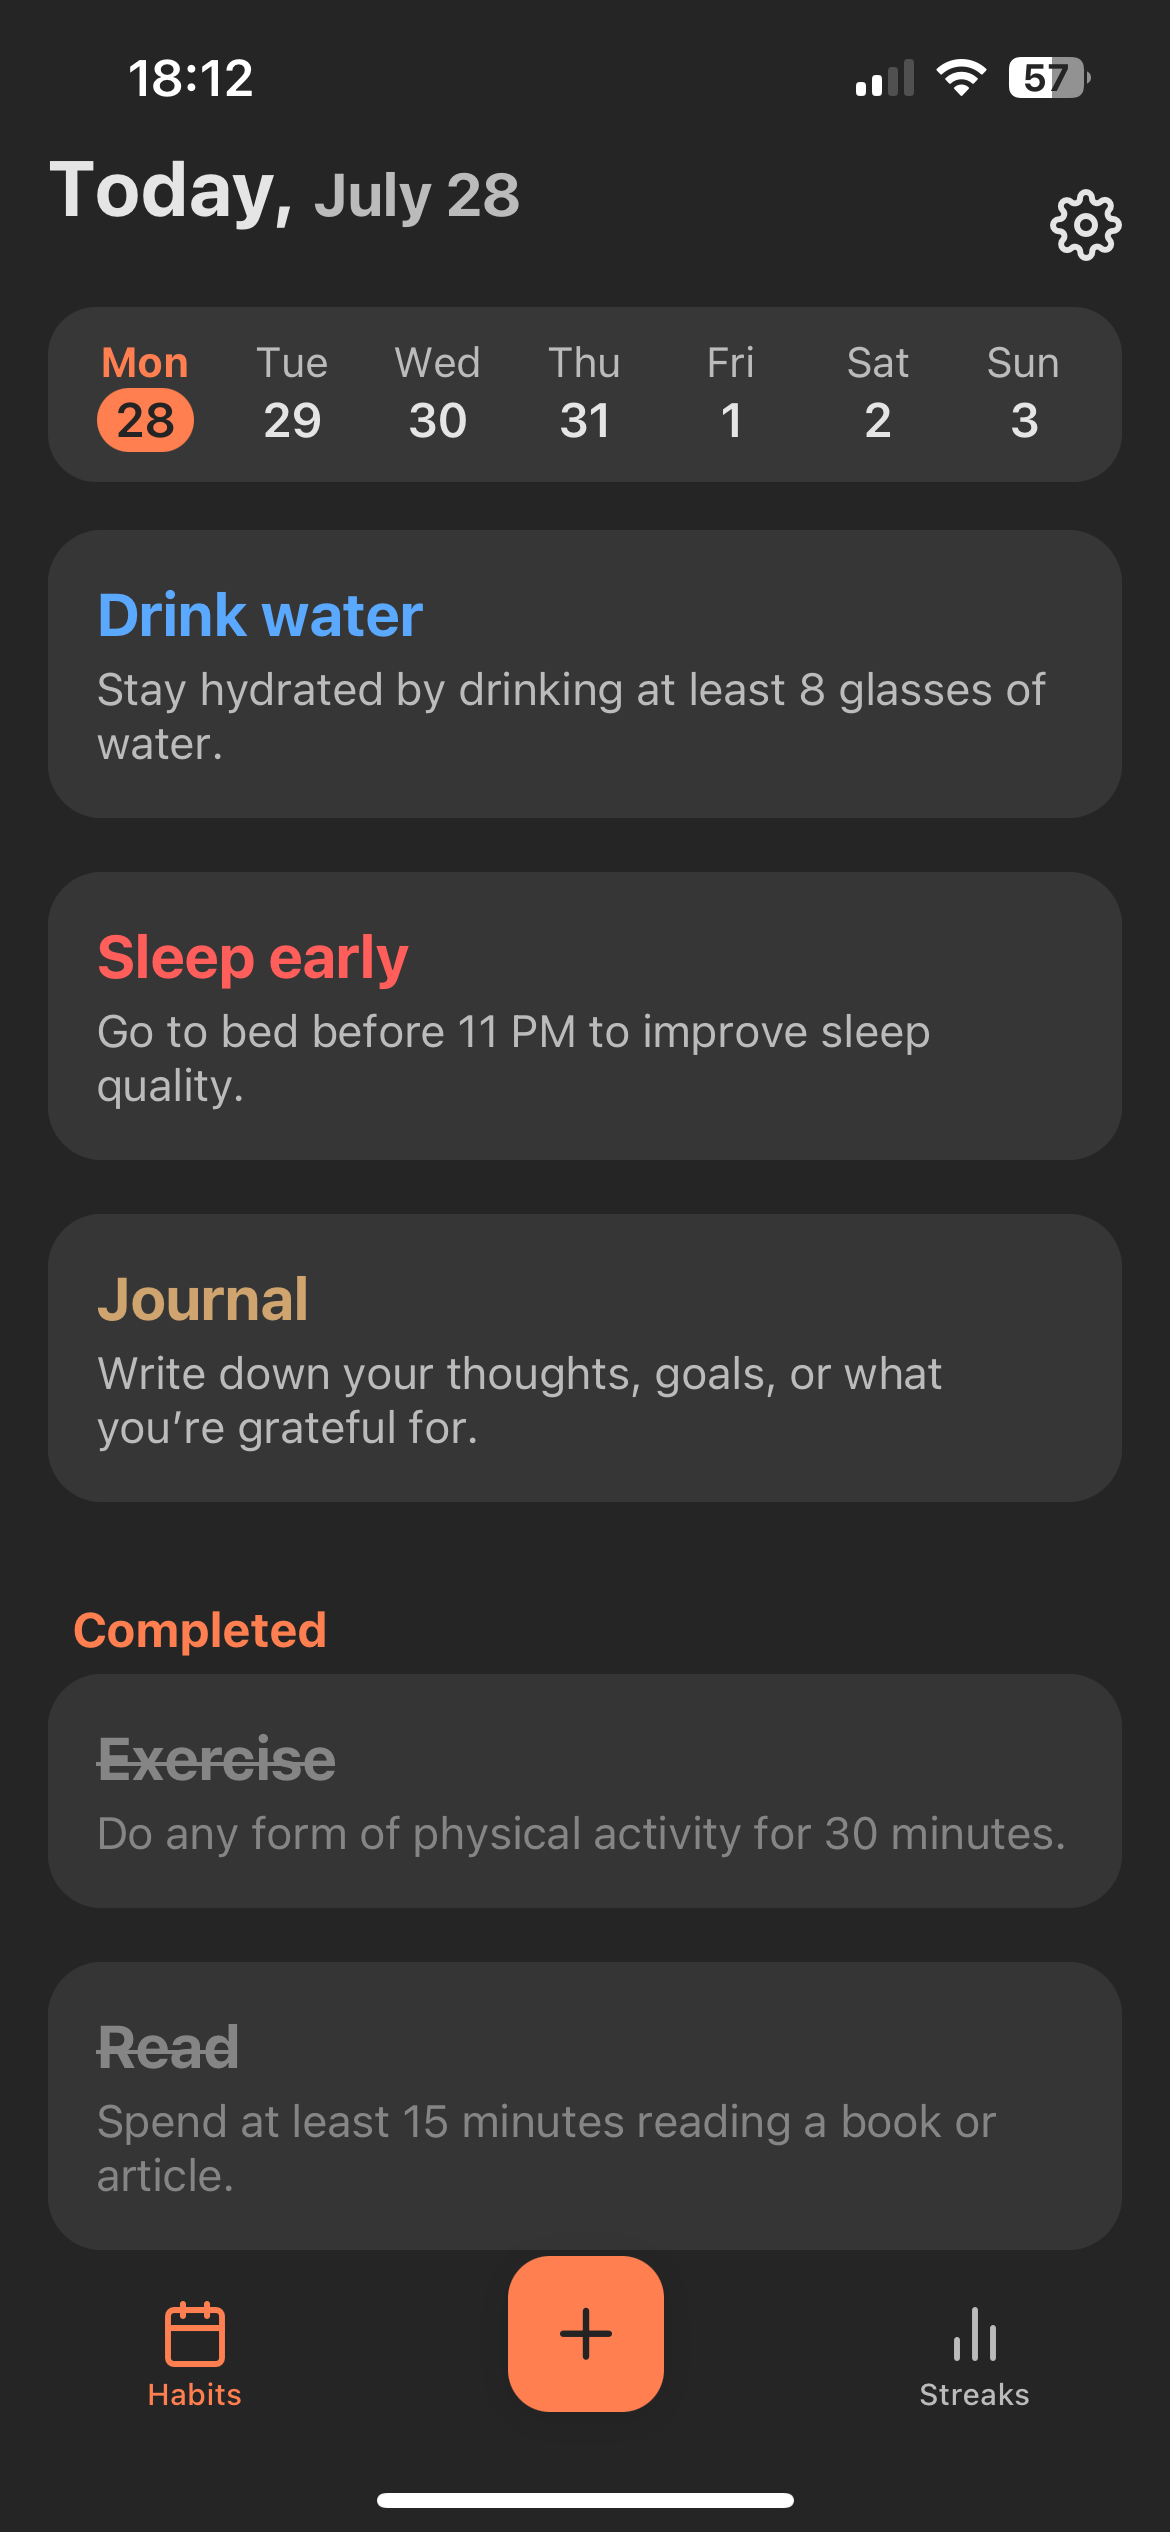 18:12
57
Today, July 28
Mon Tue Wed Thu Fri Sat Sun
28 29 30 31 1 2 3
Drink water
Stay hydrated by drinking at least 8 glasses of
water.
Sleep early
Go to bed before 11 PM to improve sleep
quality.
Journal
Write down your thoughts, goals, or what
you’re grateful for.
Completed
Exercise
Do any form of physical activity for 30 minutes.
Read
Spend at least 15 minutes reading a book or
article.
Habits
Streaks